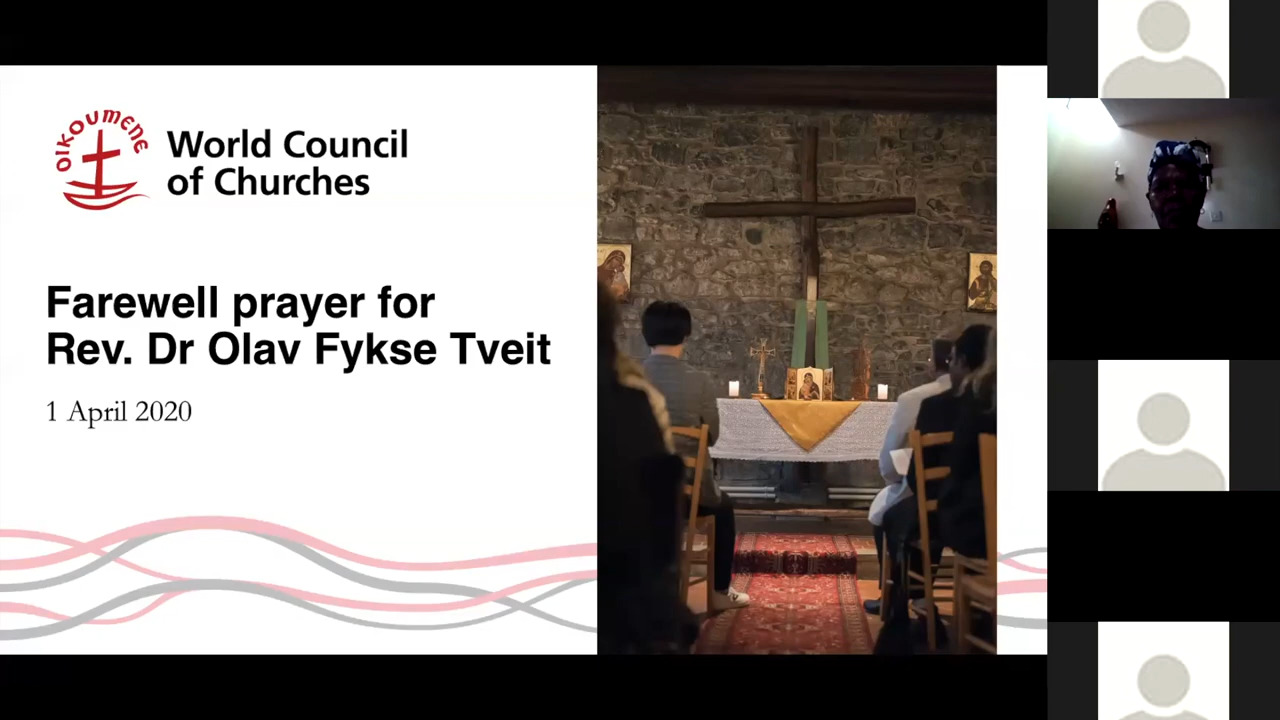 OIKOUMENE
World Council
of Churches
Farewell prayer for
Rev. Dr Olav Fykse Tveit
1 April 2020